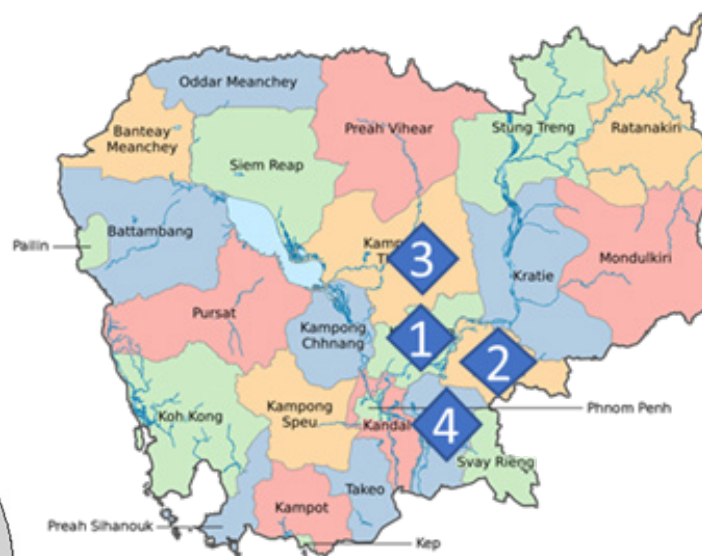 Oddar Meanchey
Banteay
Meanchey
Preah Vihear
Stung Treng
Ratanakiri
Siem Reap
Battambang
Pailin
3
Kratie
Mondulkiri
Pursat
Kampong
Chhnang
1
2
Koh Kong
Kampong
Speu
Phnom Penh
Kandal
4
Svay Rieng
Takeo
Kampot
Preah Sihanouk
Kep